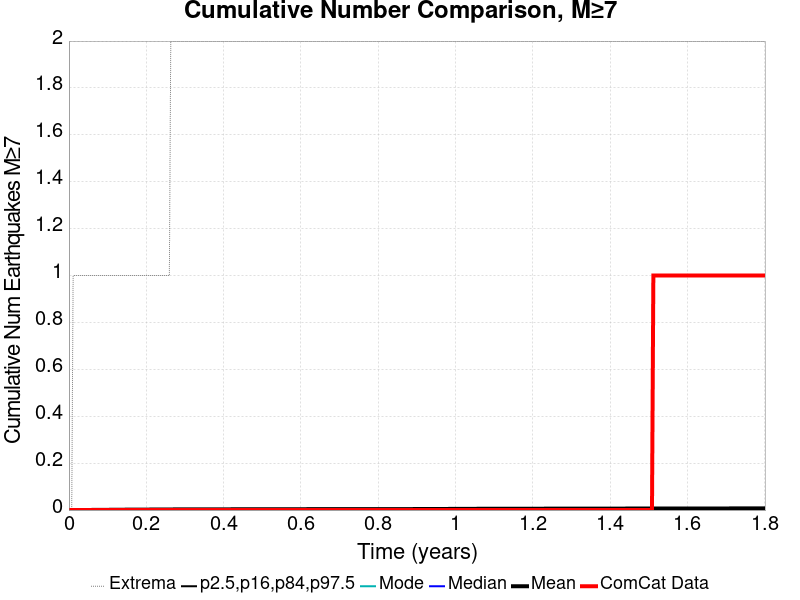 Cumulative Number Comparison, M≥7
Cumulative Num Earthquakes M≥7
2
1.8
1.6
1.4
1.2
1
0.8
0.6
0.4
0.2
0
0 0.2 0.4 0.6 0.8 1 1.2 1.4 1.6 1.8
Time (years)
Extrema p2.5,p16,p84,p97.5 Mode Median Mean ComCat Data